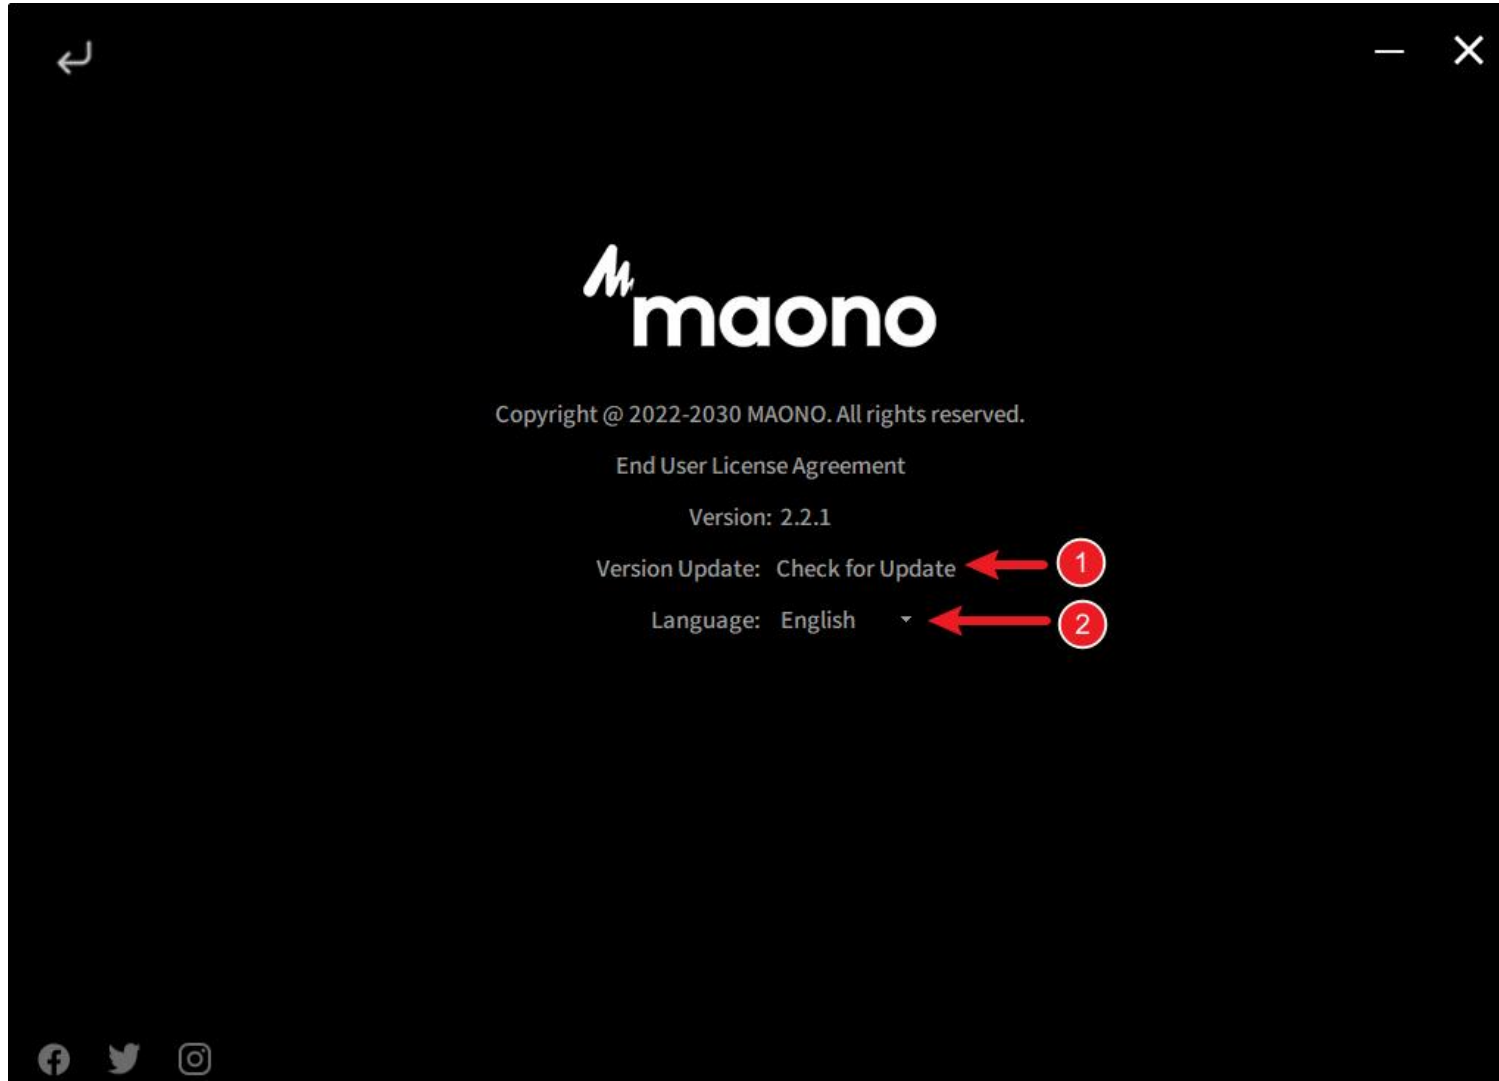 maono
Copyright @ 2022-2030 MAONO. All rights reserved.
End User License Agreement
Version: 2.2.1
Version Update: Check for Update 1
Language: English 2